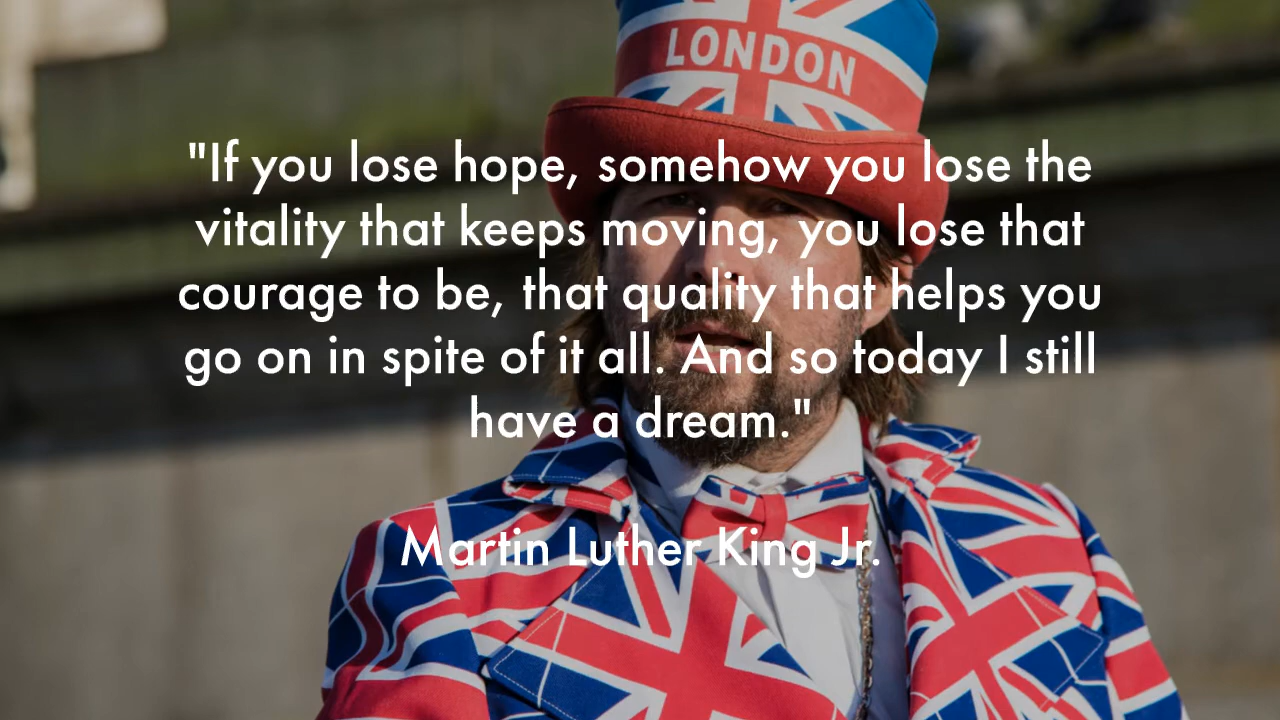 LONDON
"If you lose hope, somehow you lose the
vitality that keeps moving, you lose that
courage to be, that quality that helps you
go on in spite of it all. And so today I still
have a dream."
Martin Luther King Jr.